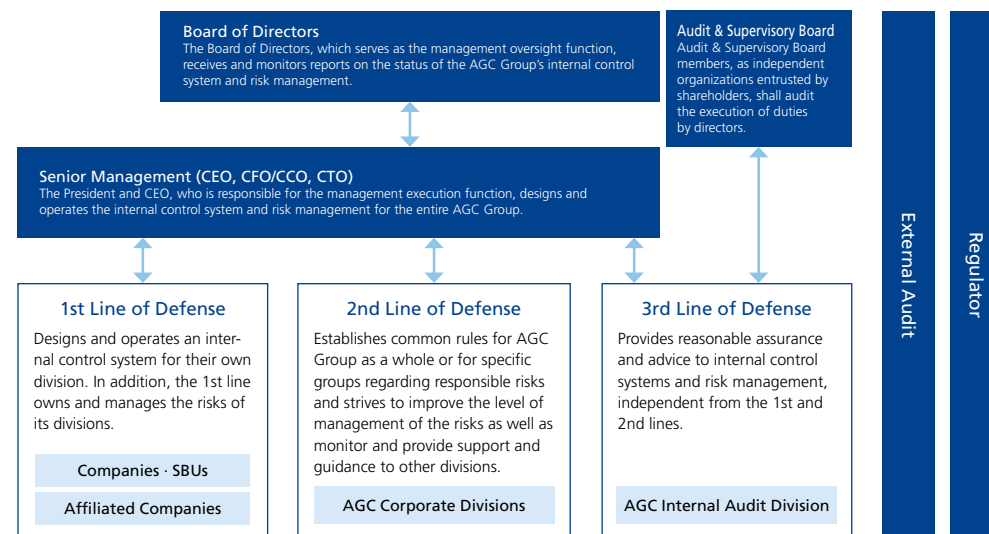 Board of Directors
The Board of Directors, which serves as the management oversight function,
receives and monitors reports on the status of the AGC Group's internal control
system and risk management.
Audit & Supervisory Board
Audit & Supervisory Board
members, as independent
organizations entrusted by
shareholders, shall audit
the execution of duties
by directors.
Senior Management (CEO, CFO/CCO, CTO)
The President and CEO, who is responsible for the management execution function, designs and
operates the internal control system and risk management for the entire AGC Group.
1st Line of Defense
Designs and operates an inter-
nal control system for their own
division. In addition, the 1st line
owns and manages the risks of
its divisions.
Companies · SBUs
Affiliated Companies
2nd Line of Defense
Establishes common rules for AGC
Group as a whole or for specific
groups regarding responsible risks
and strives to improve the level of
management of the risks as well as
monitor and provide support and
guidance to other divisions.
AGC Corporate Divisions
3rd Line of Defense
Provides reasonable assurance
and advice to internal control
systems and risk management,
independent from the 1st and
2nd lines.
AGC Internal Audit Division
External Audit
Regulator